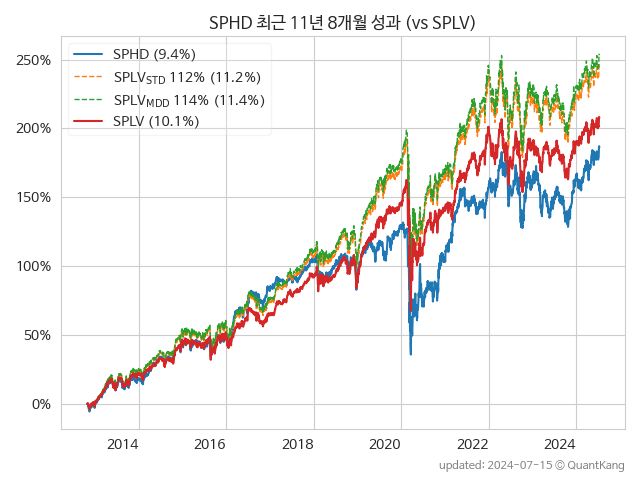 SPHD 최근 11년 8개월 성과 (vs SPLV)
SPHD (9.4%)
SPLV_STD 112% (11.2%)
SPLV_MDD 114% (11.4%)
SPLV (10.1%)
250%
200%
150%
100%
50%
0%
2014 2016 2018 2020 2022 2024
updated: 2024-07-15 © QuantKang